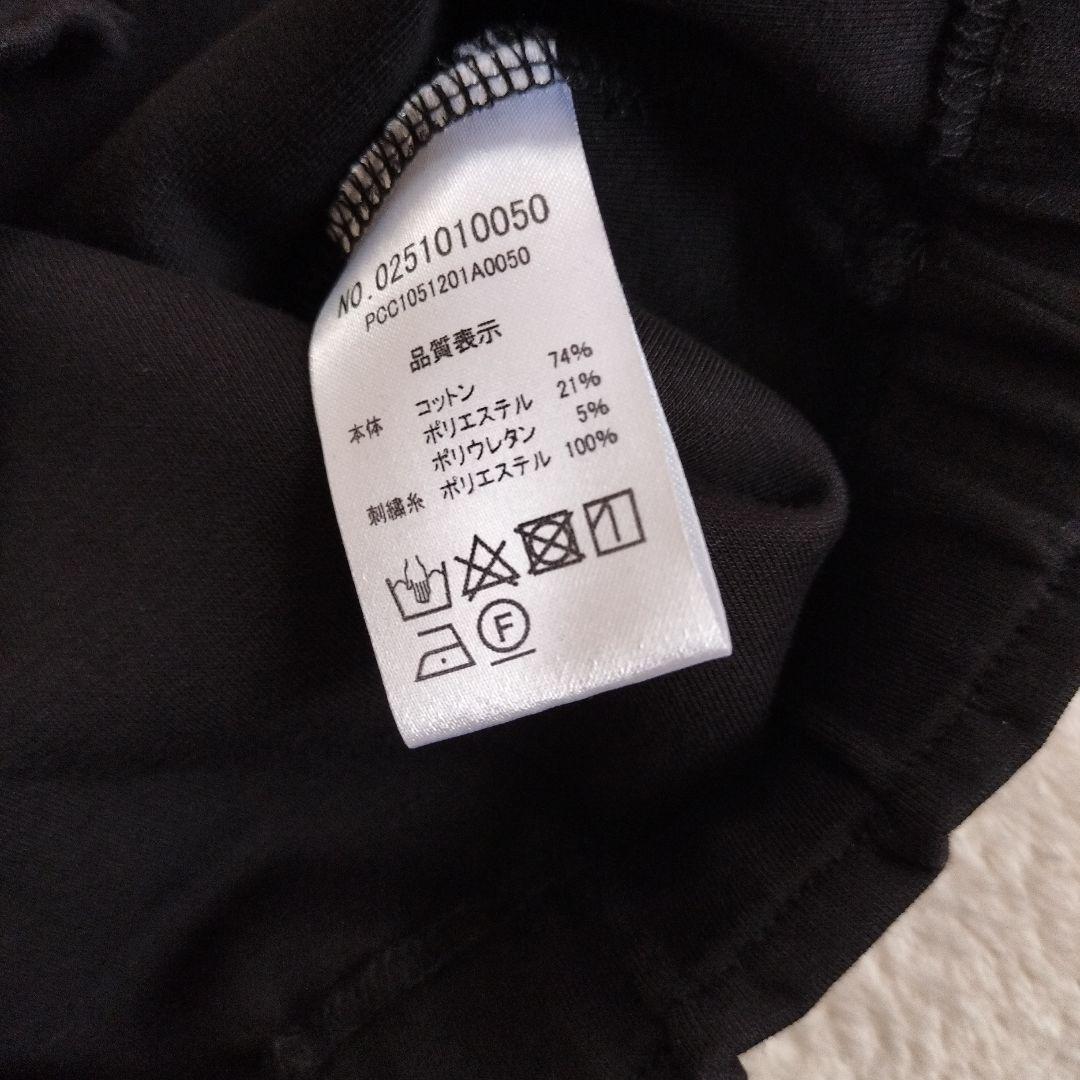 NO.0251010050
PCC1051201A0050
品質表示
本体 コットン 74%
ポリエステル 21%
ポリウレタン 5%
刺繍糸 ポリエステル 100%
F